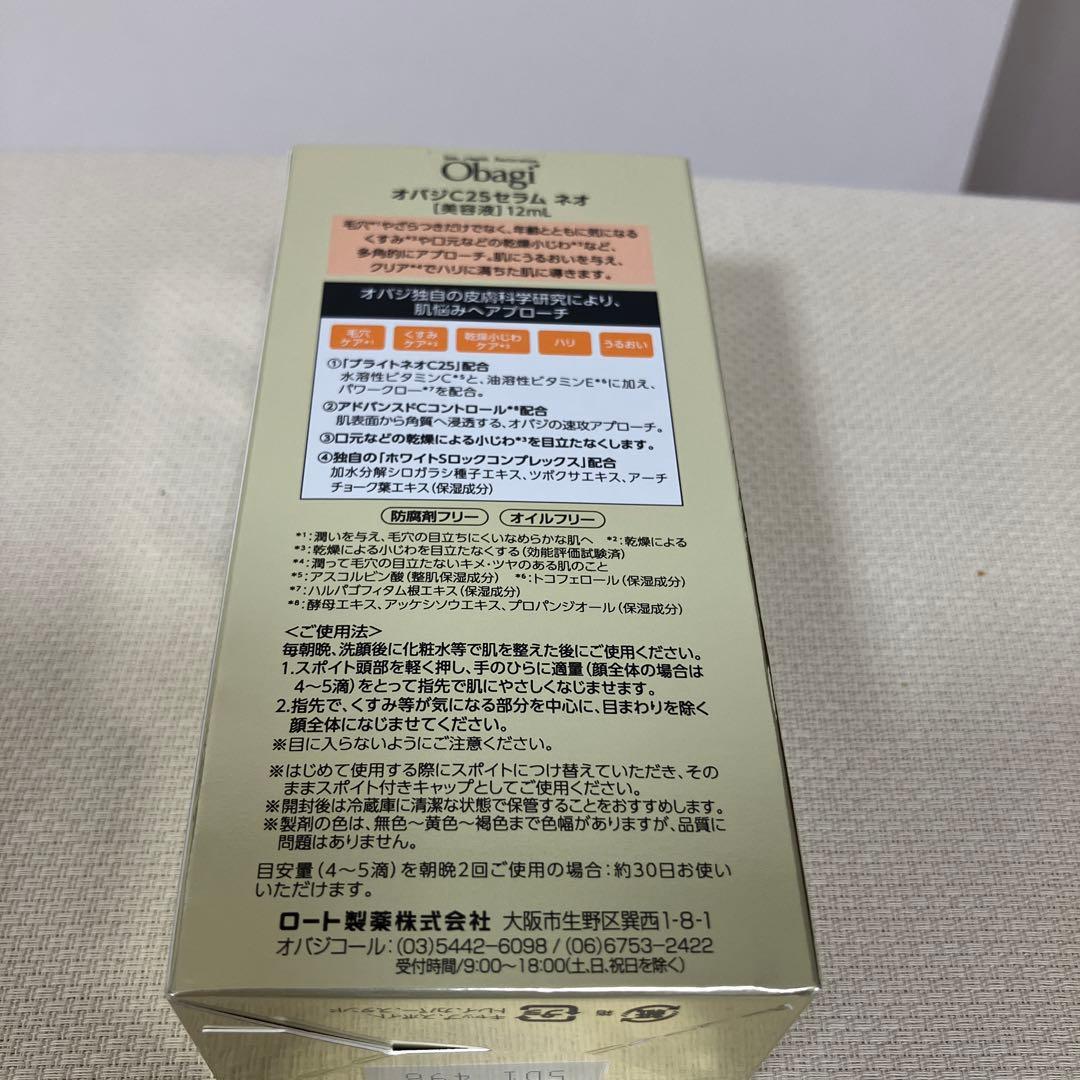 Obagi
オバジC25セラム ネオ
[美容液] 12mL
毛穴*¹やざらつきだけでなく、年齢とともに気になる
くすみ*²や口元などの乾燥小じわ*³など、
多角的にアプローチ。肌にうるおいを与え、
クリア*⁴でハリに満ちた肌に導きます。
オバジ独自の皮膚科学研究により、
肌悩みへアプローチ
毛穴ケア*¹ くすみケア*² 乾燥小じわケア*³ ハリ うるおい
①「ブライトネオC25」配合
水溶性ビタミンC*⁵と、油溶性ビタミンE*⁶に加え、
パワークロー*⁷を配合。
②アドバンスドCコントロール*⁸配合
肌表面から角質へ浸透する、オバジの速攻アプローチ。
③口元などの乾燥による小じわ*³を目立たなくします。
④独自の「ホワイトSロックコンプレックス」配合
加水分解シロガラシ種子エキス、ツボクサエキス、アーチ
チョーク葉エキス(保湿成分)
防腐剤フリー オイルフリー
*¹:潤いを与え、毛穴の目立ちにくいなめらかな肌へ *²:乾燥による
*³:乾燥による小じわを目立たなくする(効能評価試験済)
*⁴:潤って毛穴の目立たないキメ・ツヤのある肌のこと
*⁵:アスコルビン酸(整肌保湿成分) *⁶:トコフェロール(保湿成分)
*⁷:ハルパゴフィタム根エキス(保湿成分)
*⁸:酵母エキス、アッケシソウエキス、プロパンジオール(保湿成分)
<ご使用法>
毎朝晩、洗顔後に化粧水等で肌を整えた後にご使用ください。
1.スポイト頭部を軽く押し、手のひらに適量(顔全体の場合は
4〜5滴)をとって指先で肌にやさしくなじませます。
2.指先で、くすみ等が気になる部分を中心に、目まわりを除く
顔全体になじませてください。
※目に入らないようにご注意ください。
※はじめて使用する際にスポイトにつけ替えていただき、その
ままスポイト付きキャップとしてご使用ください。
※開封後は冷蔵庫に清潔な状態で保管することをおすすめします。
※製剤の色は、無色〜黄色〜褐色まで色幅がありますが、品質に
問題はありません。
目安量(4〜5滴)を朝晩2回ご使用の場合:約30日お使い
いただけます。
ロート製薬株式会社 大阪市生野区巽西1-8-1
オバジコール:(03)5442-6098/(06)6753-2422
受付時間/9:00〜18:00(土、日、祝日を除く)
キャップ・スポイト
トレイ・カバー・スタンド
プラ
箱
紙